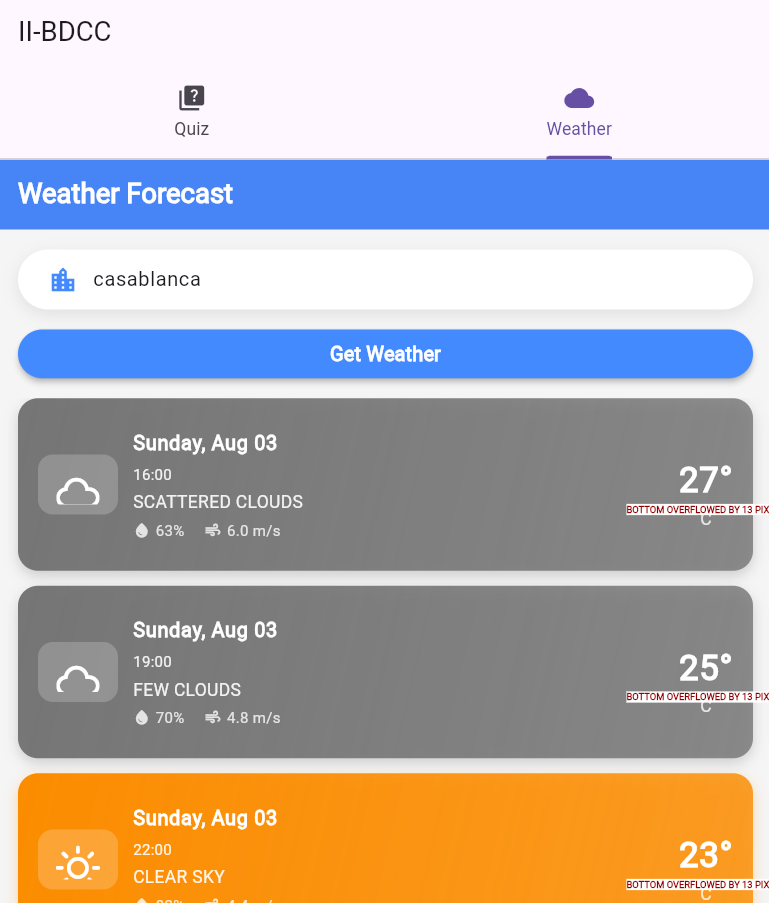 II-BDCC
Quiz
Weather
Weather Forecast
casablanca
Get Weather
Sunday, Aug 03
16:00
SCATTERED CLOUDS
63% 6.0 m/s
27°
BOTTOM OVERFLOWED BY 13 PIX
C
Sunday, Aug 03
19:00
FEW CLOUDS
70% 4.8 m/s
25°
BOTTOM OVERFLOWED BY 13 PIX
C
Sunday, Aug 03
22:00
CLEAR SKY
23°
BOTTOM OVERFLOWED BY 13 PIX
C